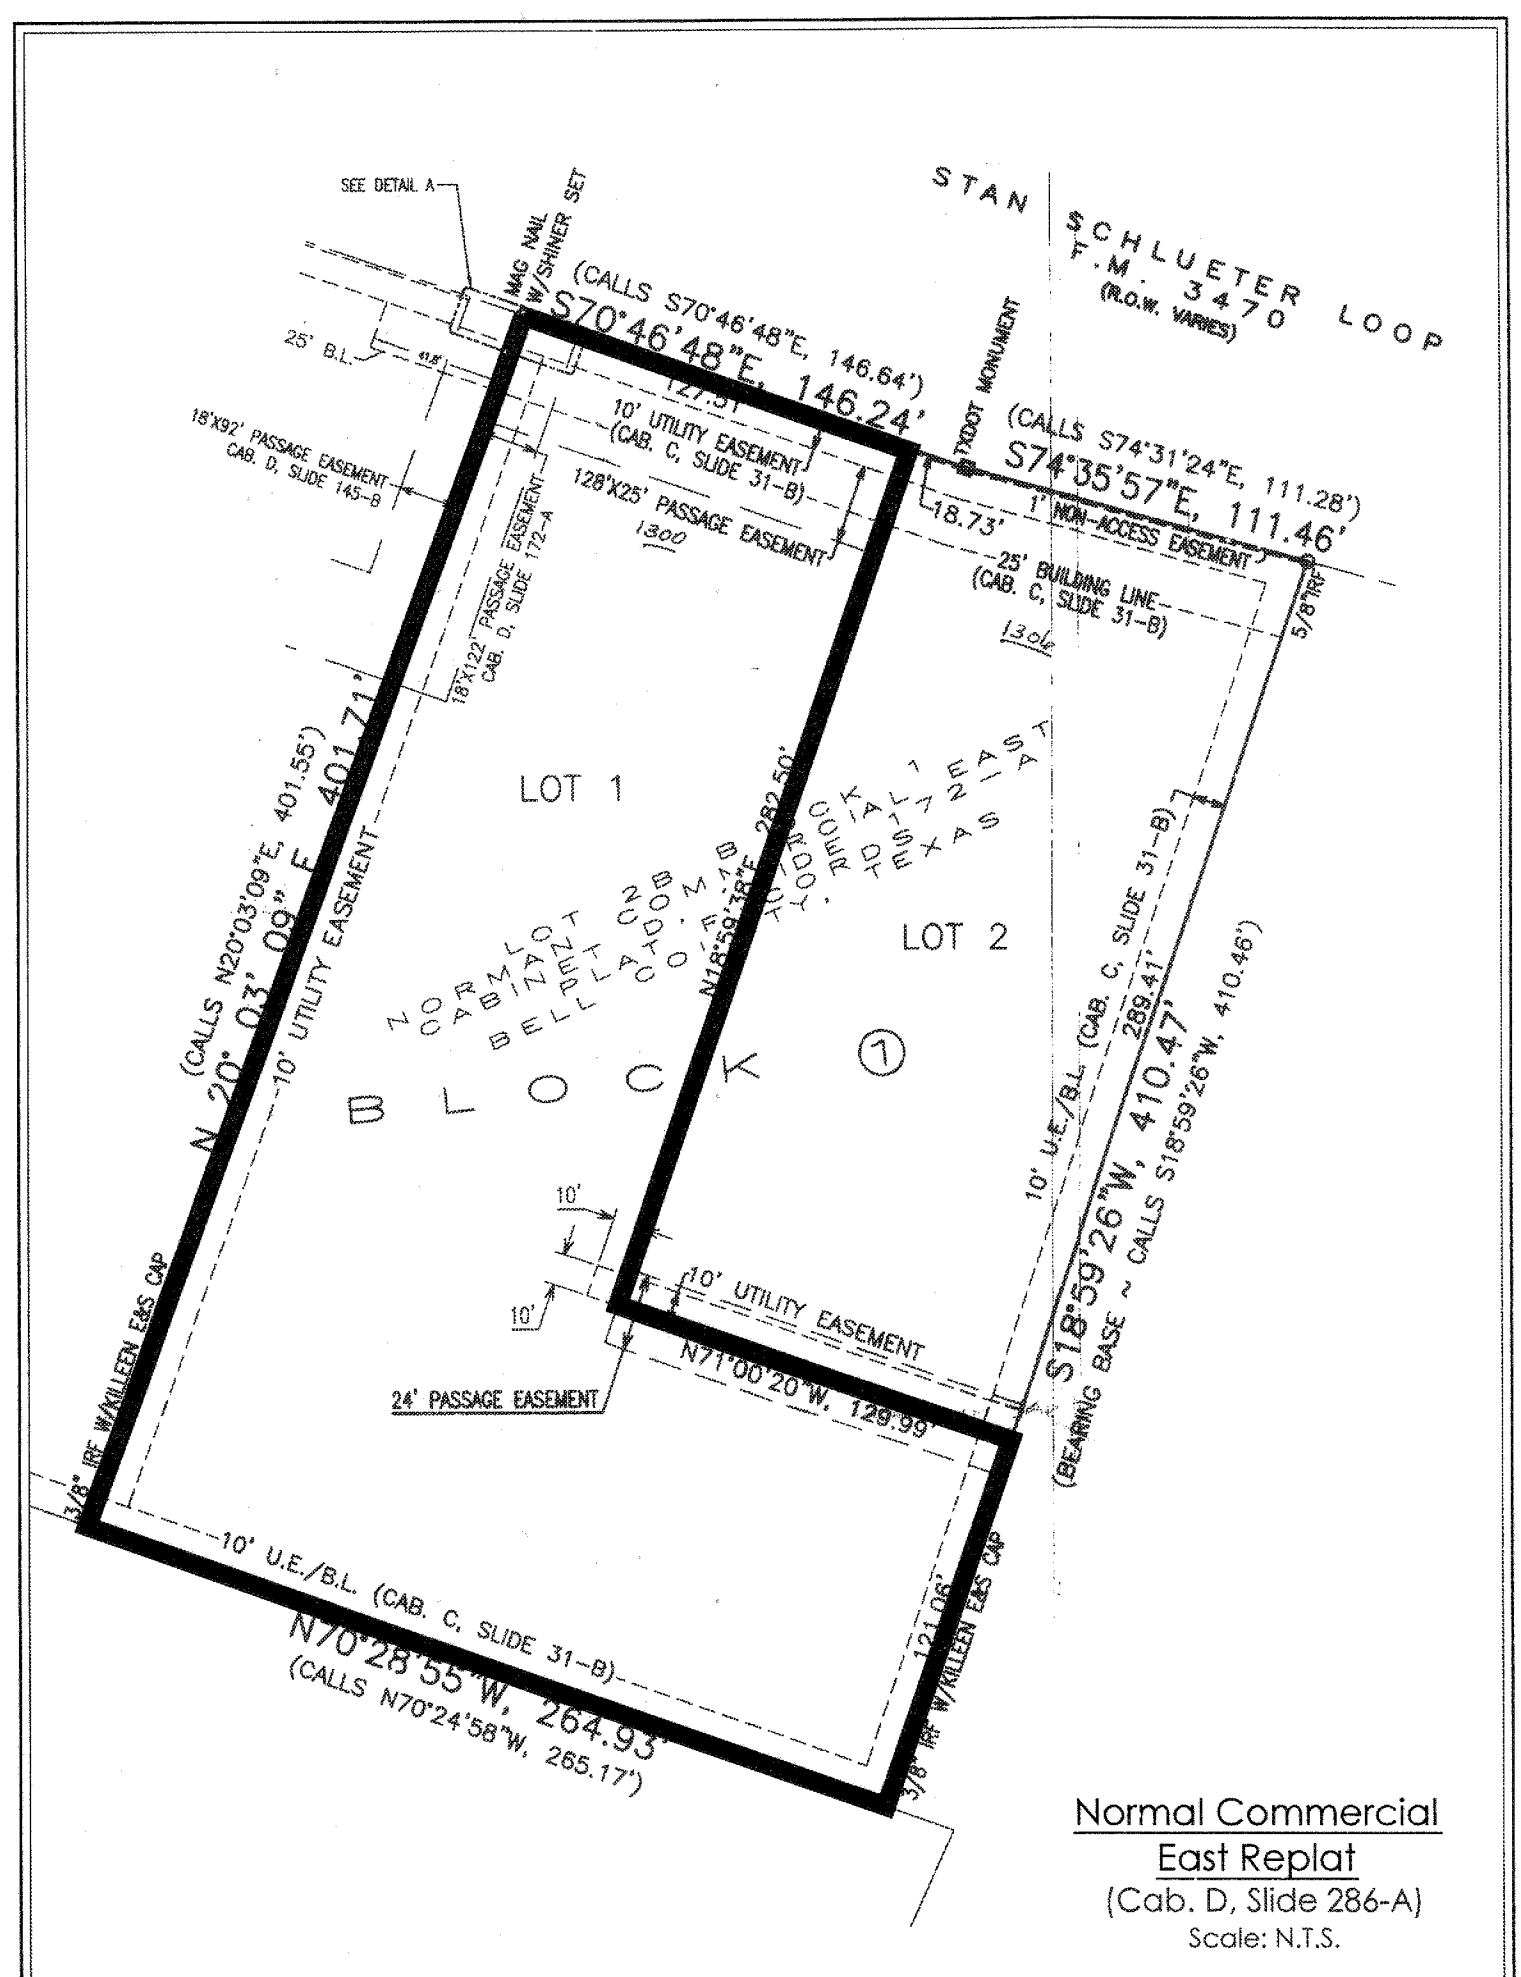 SEE DETAIL A
MAG NAIL
W/SHINER SET
STAN SCHLUETER LOOP
F.M. 3470
(R.O.W. VARIES)
(CALLS S70°46'48"E, 146.64')
S70°46'48"E, 146.24'
127.51'
TXDOT MONUMENT
(CALLS S74°31'24"E, 111.28')
S74°35'57"E, 111.46'
1' NON-ACCESS EASEMENT
18.73'
25' B.L.
41.8'
10' UTILITY EASEMENT
(CAB. C, SLIDE 31-B)
128'X25' PASSAGE EASEMENT
1300
18'X92' PASSAGE EASEMENT
CAB. D, SLIDE 145-B
18'X122' PASSAGE EASEMENT
CAB. D, SLIDE 172-A
25' BUILDING LINE
(CAB. C, SLIDE 31-B)
1306
5/8"IRF
(CALLS N20°03'09"E, 401.55')
N 20° 03' 09" E 401.71'
10' UTILITY EASEMENT
LOT 1
N18°59'38"E 282.50'
LOT 2B
EAST
CABINET D,
172-A
BELL COUNTY, TEXAS
LOT 2
BLOCK 1
10' U.E./B.L. (CAB. C, SLIDE 31-B)
289.41'
S18°59'26"W, 410.47'
(BEARING BASE ~ CALLS S18°59'26"W, 410.46')
10'
10'
10' UTILITY EASEMENT
N71°00'20"W, 129.99'
24' PASSAGE EASEMENT
3/8" IRF W/KILLEEN E&S CAP
10' U.E./B.L. (CAB. C, SLIDE 31-B)
N70°28'55"W, 264.93'
(CALLS N70°24'58"W, 265.17')
121.06'
3/8" IRF W/KILLEEN E&S CAP
Normal Commercial
East Replat
(Cab. D, Slide 286-A)
Scale: N.T.S.